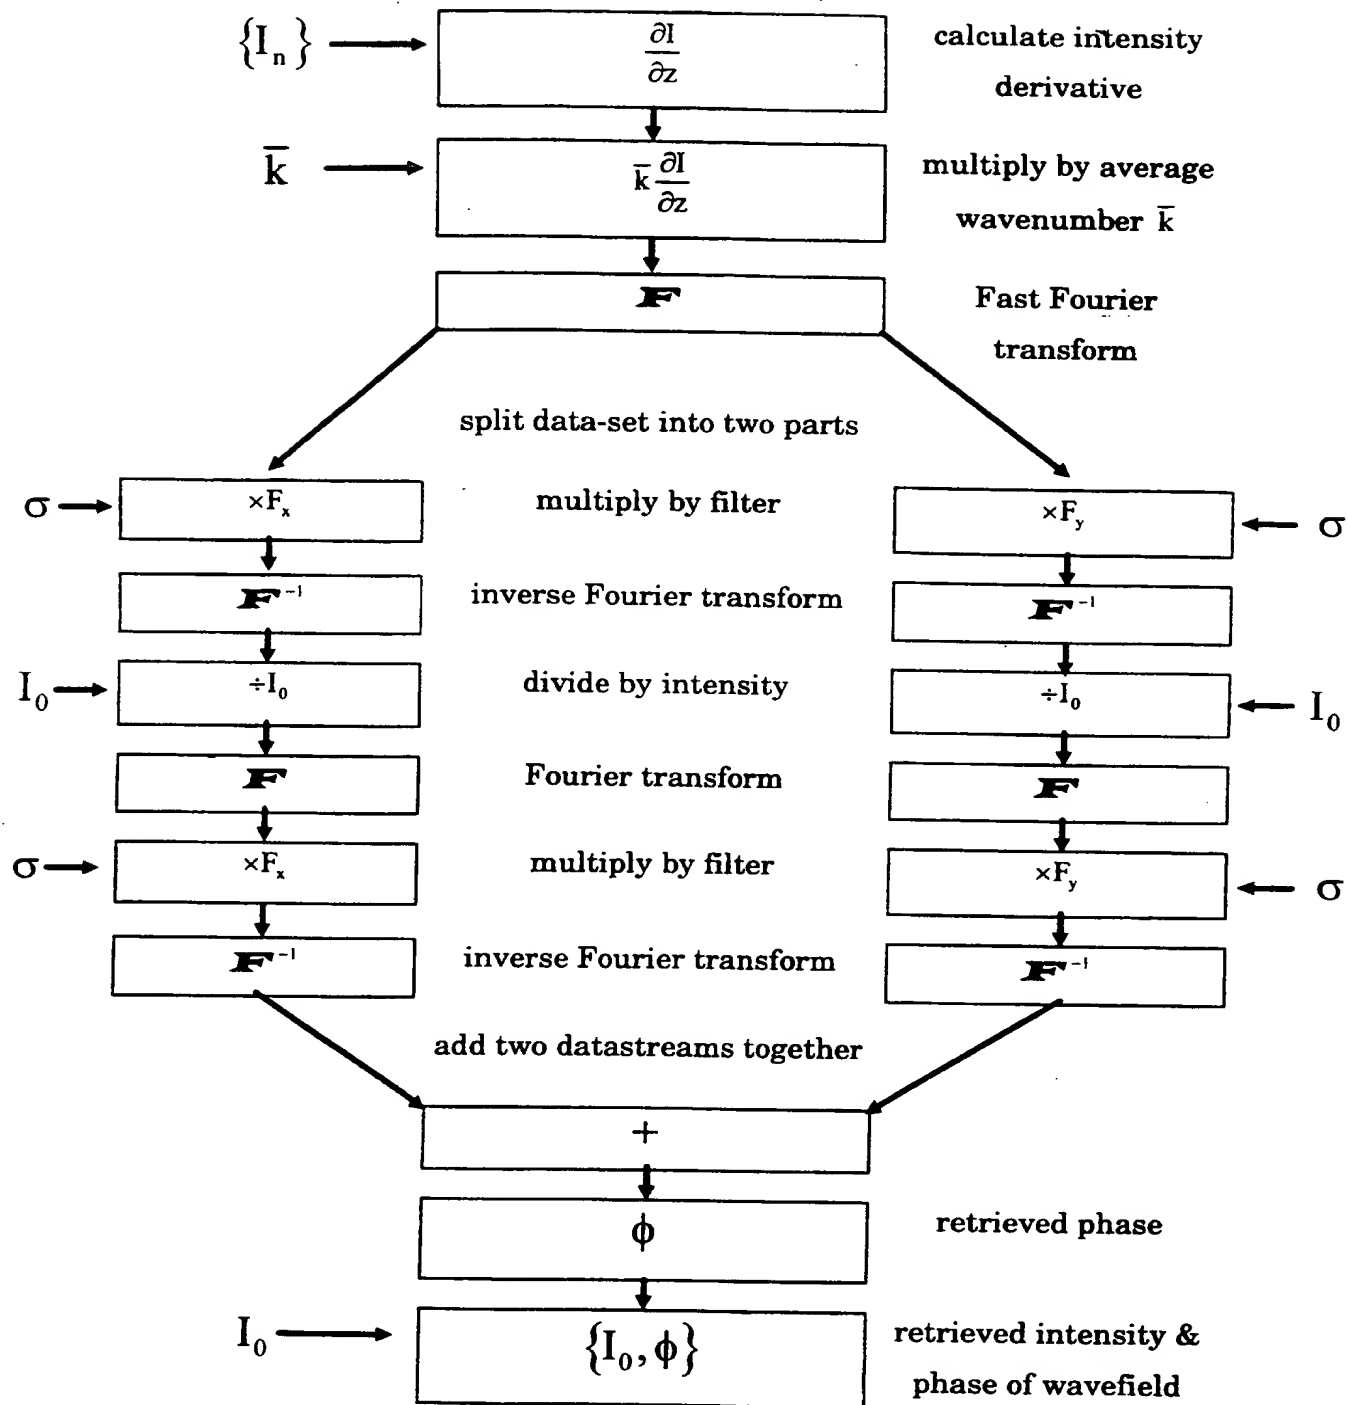 {Iₙ}
∂I
∂z
calculate intensity
derivative
k̄
k̄ ∂I
∂z
multiply by average
wavenumber k̄
F
Fast Fourier
transform
split data-set into two parts
σ
×Fₓ
multiply by filter
×F_y
σ
F⁻¹
inverse Fourier transform
F⁻¹
I₀
÷I₀
divide by intensity
÷I₀
I₀
F
Fourier transform
F
σ
×Fₓ
multiply by filter
×F_y
σ
F⁻¹
inverse Fourier transform
F⁻¹
add two datastreams together
+
ϕ
retrieved phase
I₀
{I₀, ϕ}
retrieved intensity &
phase of wavefield